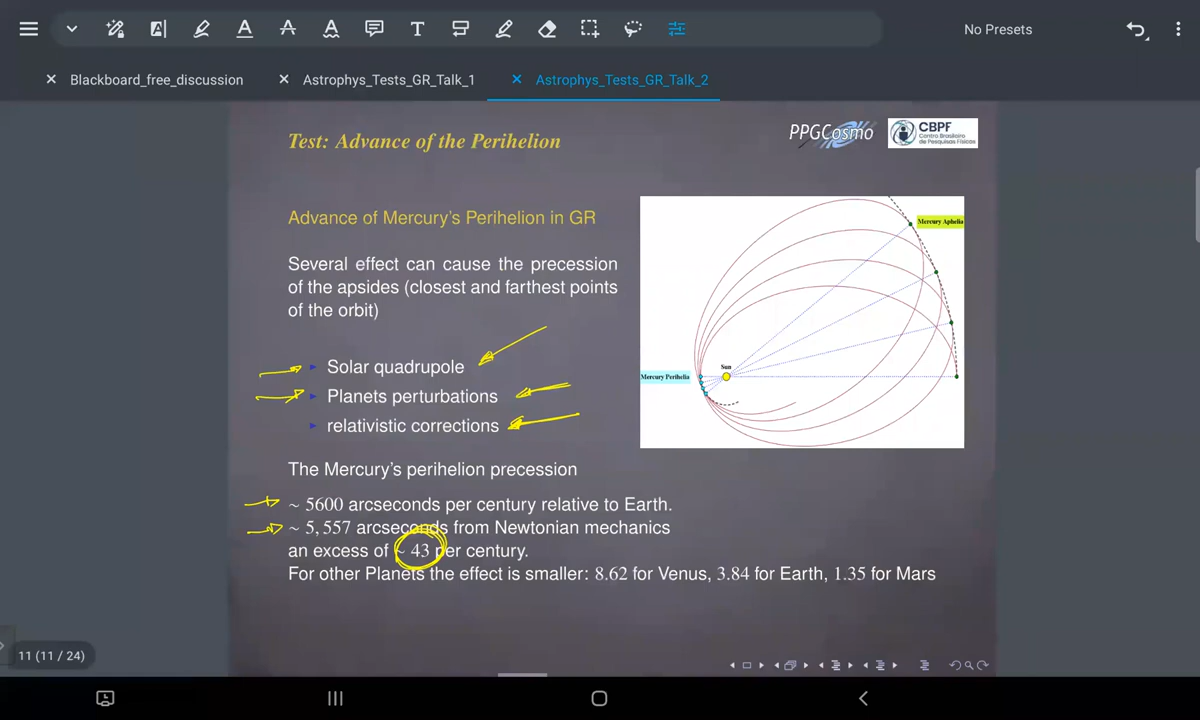 No Presets
Blackboard_free_discussion
Astrophys_Tests_GR_Talk_1
Astrophys_Tests_GR_Talk_2
Test: Advance of the Perihelion
PPGCosmo
CBPF
Centro Brasileiro
de Pesquisas Físicas
Advance of Mercury's Perihelion in GR
Several effect can cause the precession
of the apsides (closest and farthest points
of the orbit)
Solar quadrupole
Planets perturbations
relativistic corrections
Mercury Aphelia
Sun
Mercury Perihelia
The Mercury's perihelion precession
∼ 5600 arcseconds per century relative to Earth.
∼ 5,557 arcseconds from Newtonian mechanics
an excess of ∼ 43 per century.
For other Planets the effect is smaller: 8.62 for Venus, 3.84 for Earth, 1.35 for Mars
11 (11 / 24)